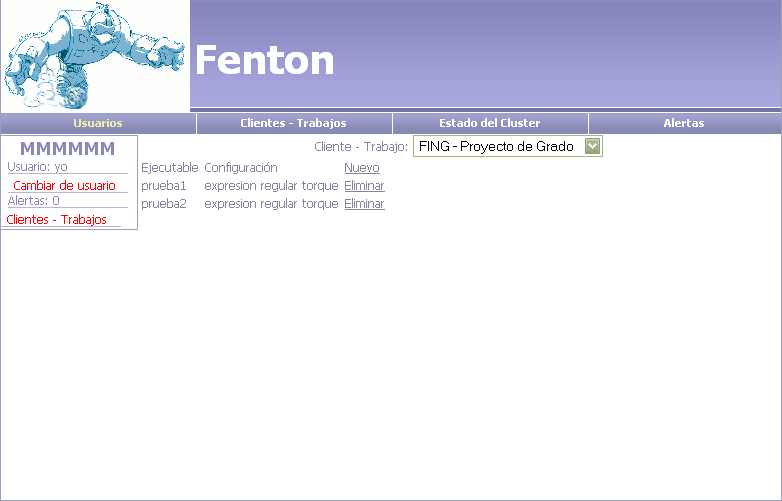 Fenton
Usuarios Clientes - Trabajos Estado del Cluster Alertas
MMMMMM
Usuario: yo
Cambiar de usuario
Alertas: 0
Clientes - Trabajos
Cliente - Trabajo: FING - Proyecto de Grado
Ejecutable Configuración Nuevo
prueba1 expresion regular torque Eliminar
prueba2 expresion regular torque Eliminar